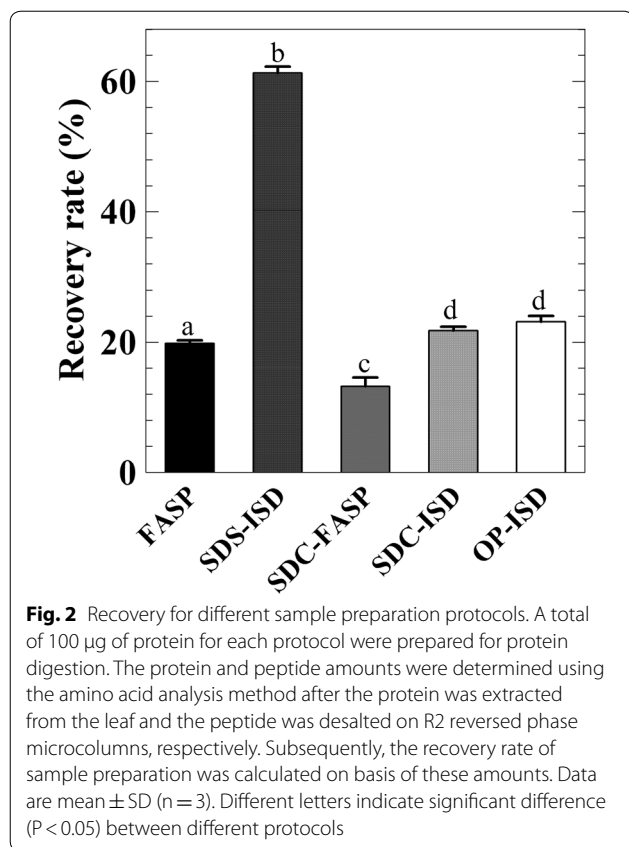 Recovery rate (%)
60
40
20
0
a
b
c
d
d
FASP
SDS-ISD
SDC-FASP
SDC-ISD
OP-ISD
Fig. 2 Recovery for different sample preparation protocols. A total
of 100 µg of protein for each protocol were prepared for protein
digestion. The protein and peptide amounts were determined using
the amino acid analysis method after the protein was extracted
from the leaf and the peptide was desalted on R2 reversed phase
microcolumns, respectively. Subsequently, the recovery rate of
sample preparation was calculated on basis of these amounts. Data
are mean ± SD (n = 3). Different letters indicate significant difference
(P < 0.05) between different protocols